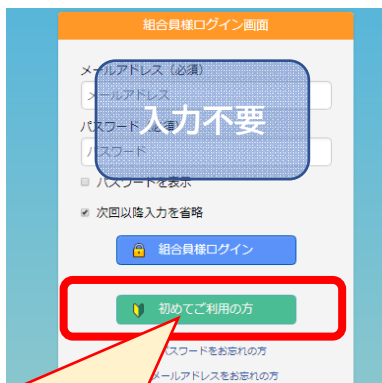 組合員様ログイン画面
メールアドレス（必須）
メールアドレス
入力不要
パスワード（必須）
パスワード
パスワードを表示
次回以降入力を省略
組合員様ログイン
初めてご利用の方
パスワードをお忘れの方
メールアドレスをお忘れの方